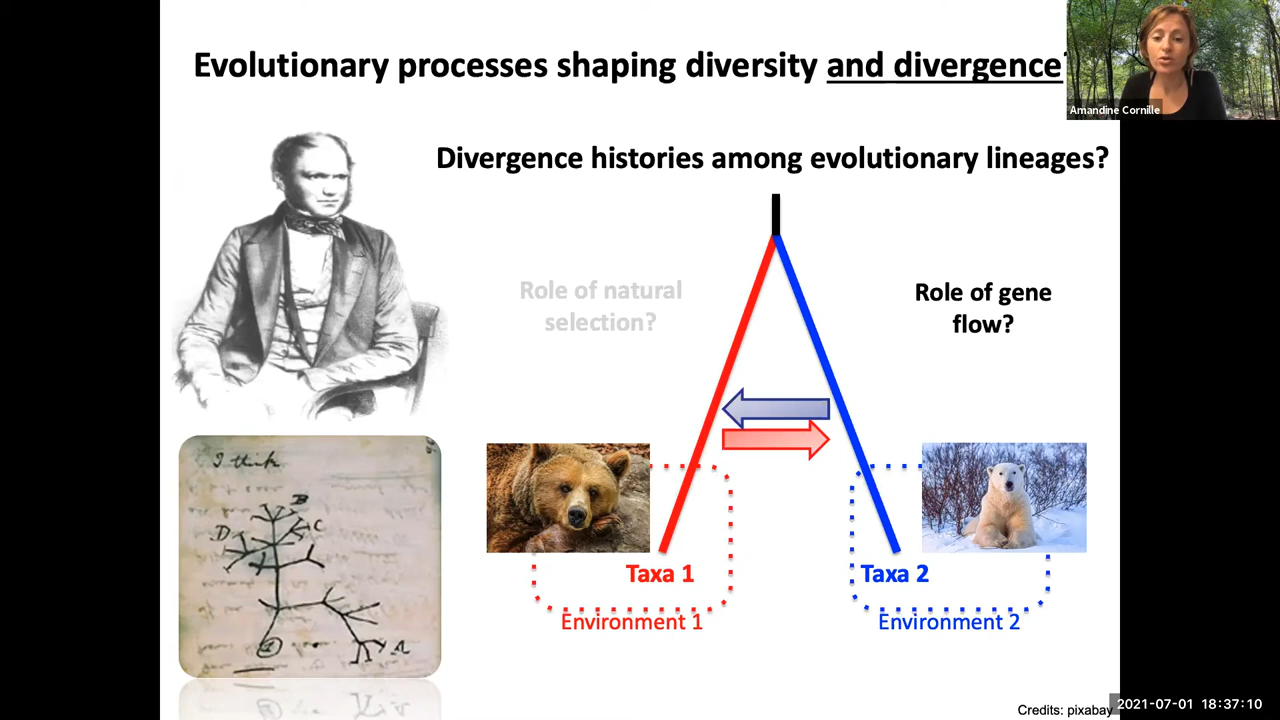 Evolutionary processes shaping diversity and divergence?
Amandine Cornille
Divergence histories among evolutionary lineages?
Role of natural
selection?
Role of gene
flow?
I think
B
D
C
A
1
Taxa 1
Taxa 2
Environment 1
Environment 2
Credits: pixabay
2021-07-01 18:37:10